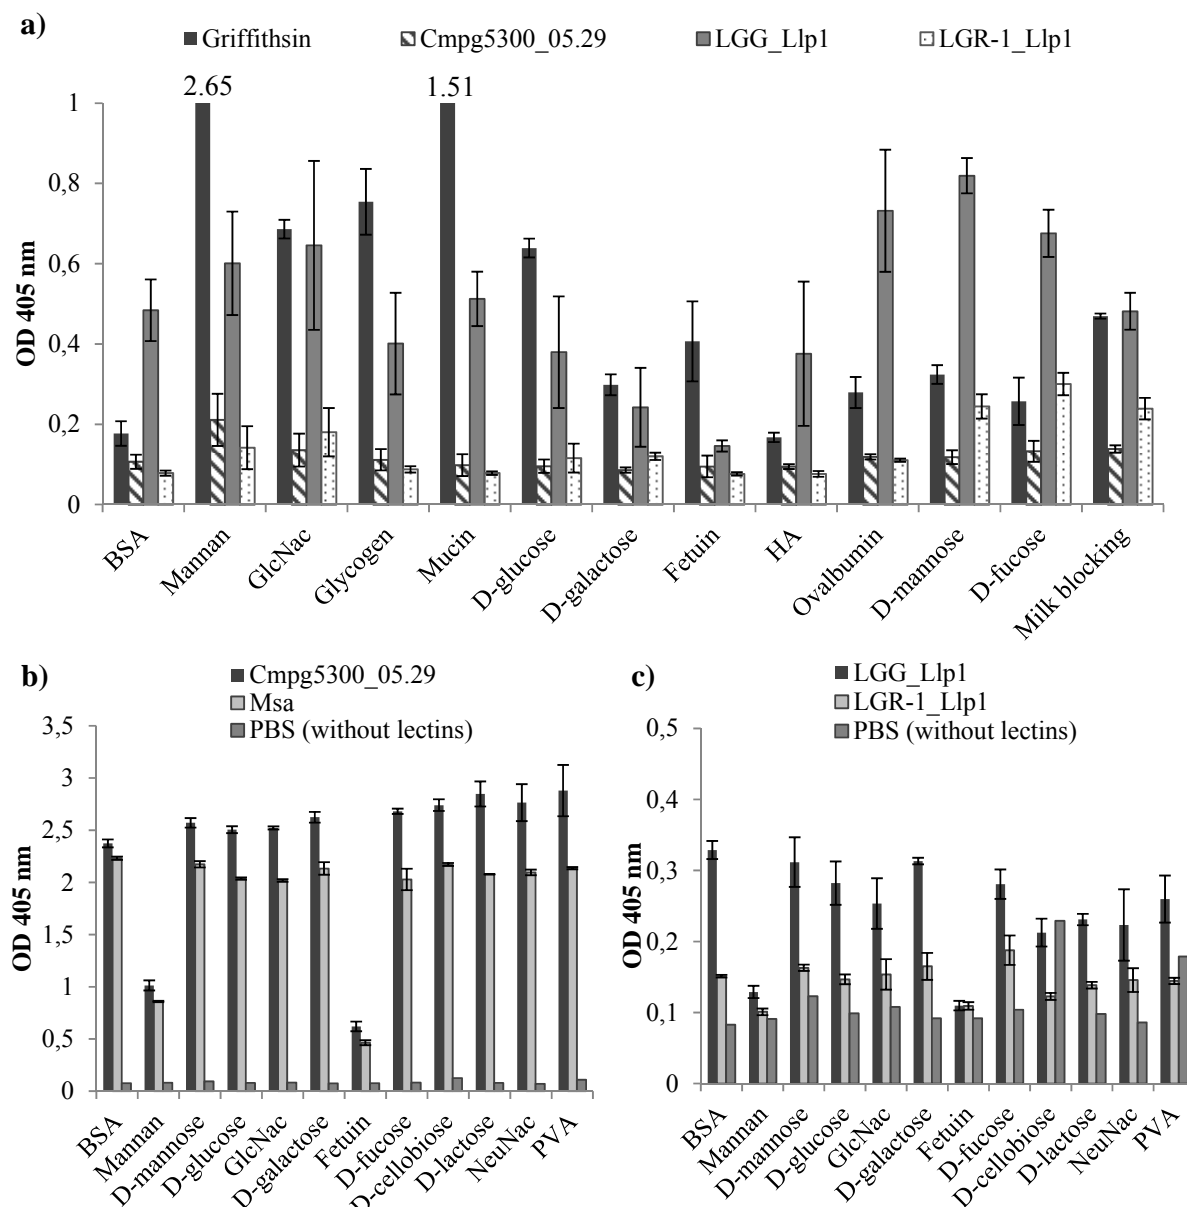 a)
Griffithsin Cmpg5300_05.29 LGG_Llp1 LGR-1_Llp1
2.65 1.51
1
0,8
0,6
0,4
0,2
0
OD 405 nm
BSA Mannan GlcNac Glycogen Mucin D-glucose D-galactose Fetuin HA Ovalbumin D-mannose D-fucose Milk blocking
b)
Cmpg5300_05.29
Msa
PBS (without lectins)
3,5
3
2,5
2
1,5
1
0,5
0
OD 405 nm
BSA Mannan D-mannose D-glucose GlcNac D-galactose Fetuin D-fucose D-cellobiose D-lactose NeuNac PVA
c)
LGG_Llp1
LGR-1_Llp1
PBS (without lectins)
0,5
0,4
0,3
0,2
0,1
0
OD 405 nm
BSA Mannan D-mannose D-glucose GlcNac D-galactose Fetuin D-fucose D-cellobiose D-lactose NeuNac PVA